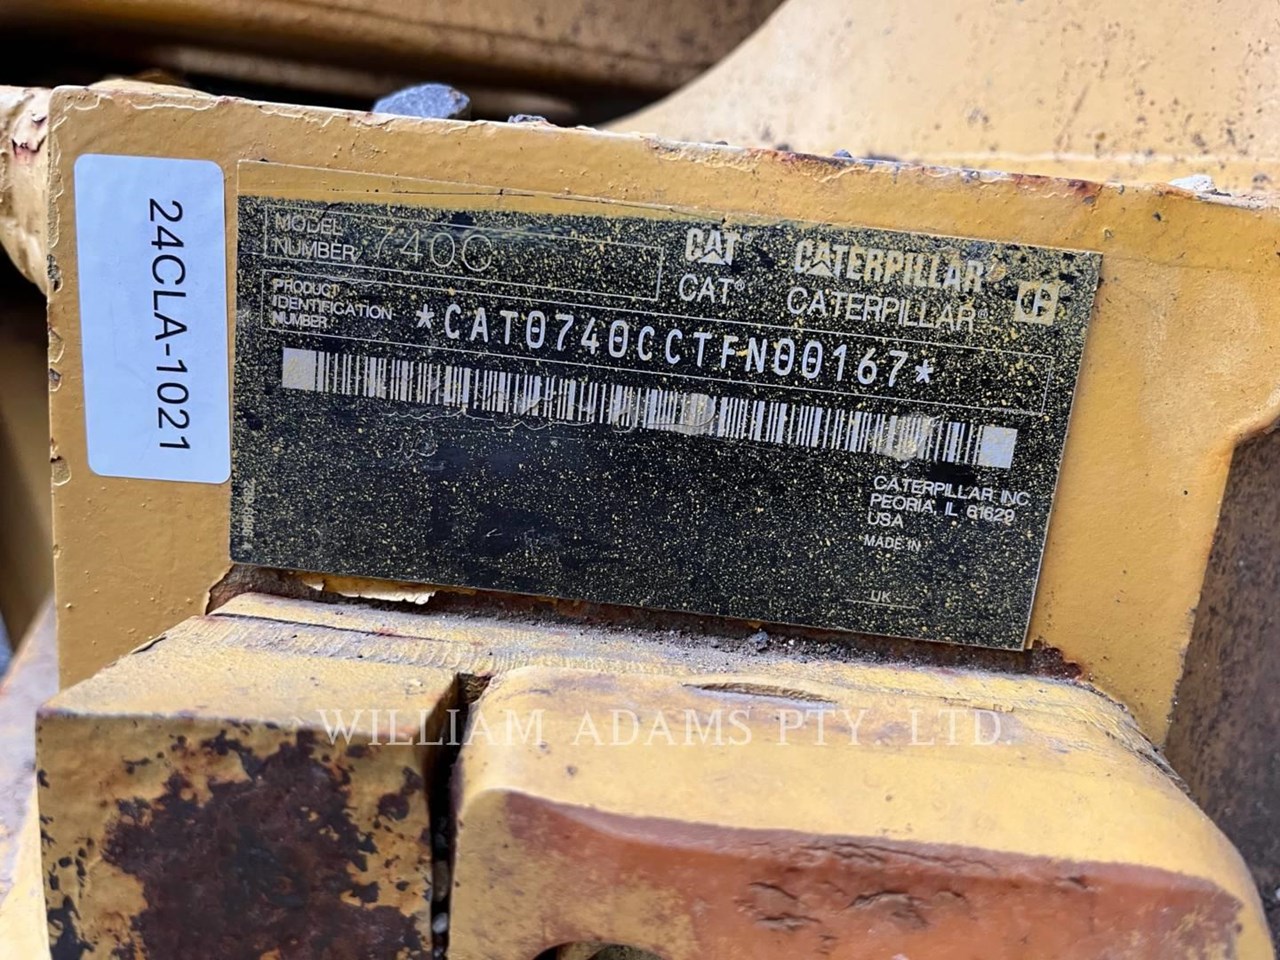 24CLA-1021
MODEL
NUMBER 740C
CAT® CATERPILLAR®
CAT® CATERPILLAR®
PRODUCT
IDENTIFICATION
NUMBER
*CAT0740CCTFN00167*
CATERPILLAR INC
PEORIA, IL 61629
USA
MADE IN
UK
WILLIAM ADAMS PTY. LTD.